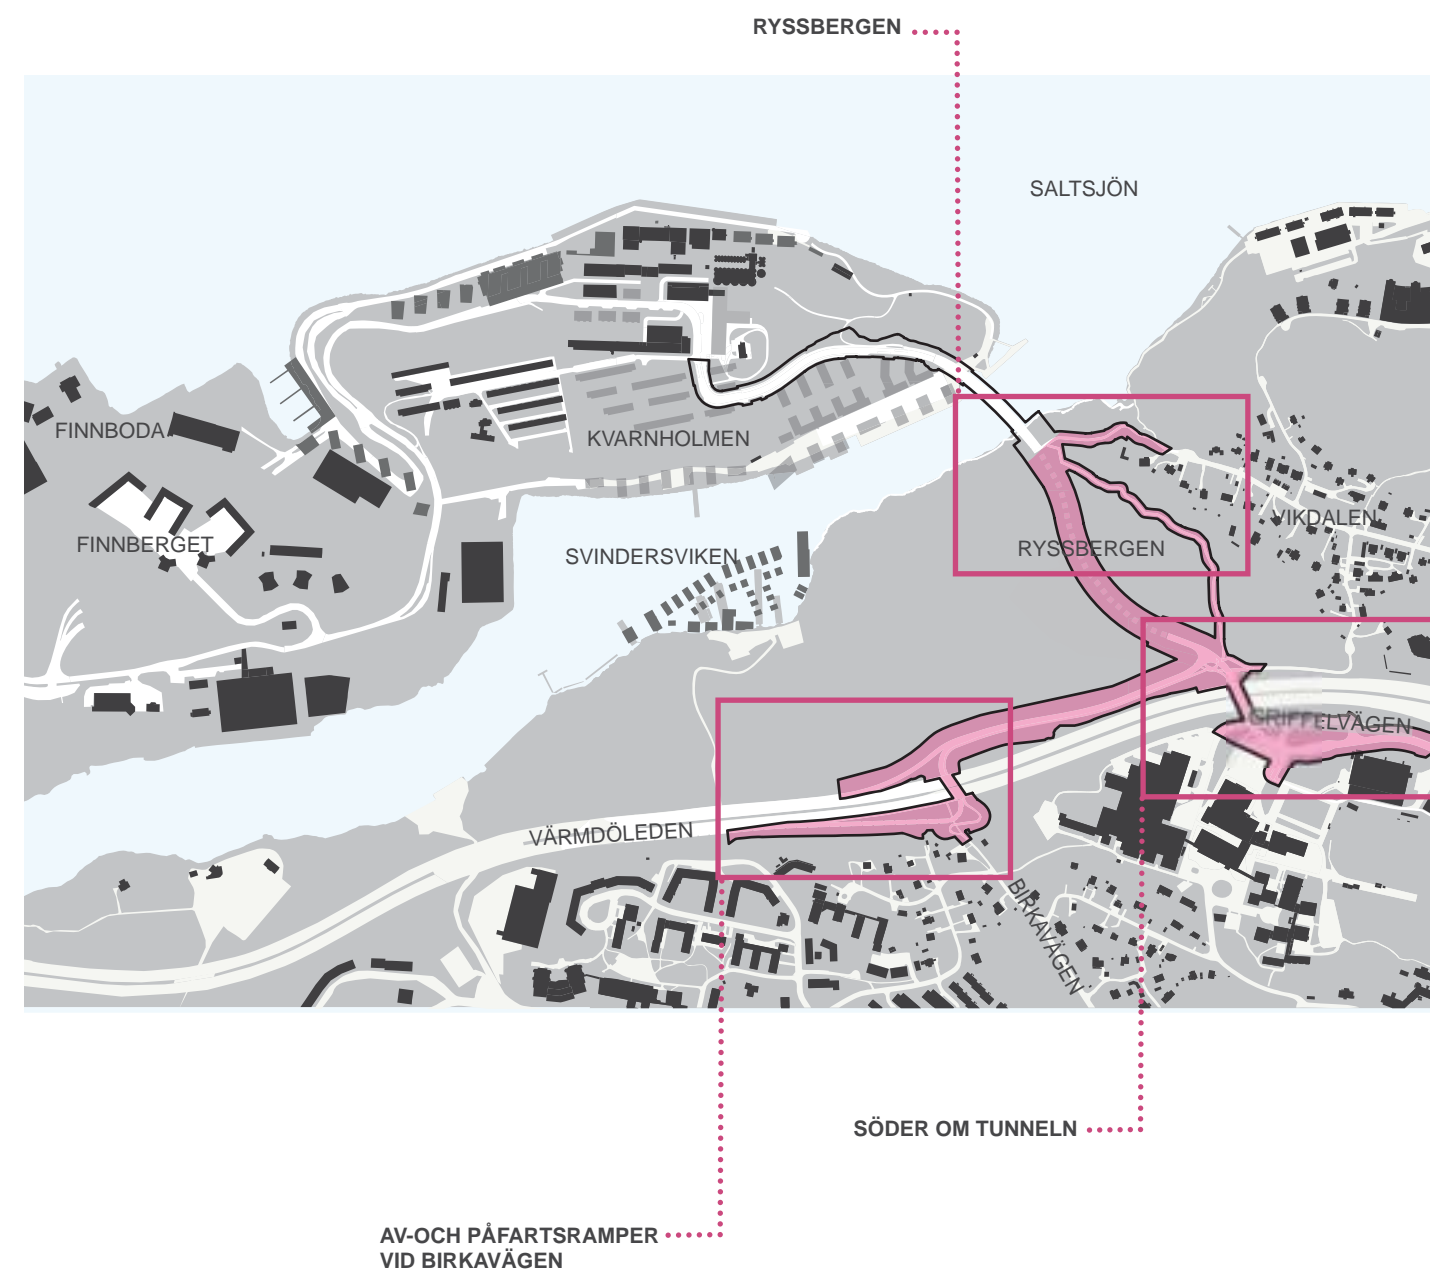 RYSSBERGEN
SALTSJÖN
FINNBODA
KVARNHOLMEN
VIKDALEN
FINNBERGET
SVINDERSVIKEN
RYSSBERGEN
GRIFFELVÄGEN
VÄRMDÖLEDEN
BIRKAVÄGEN
SÖDER OM TUNNELN
AV-OCH PÅFARTSRAMPER
VID BIRKAVÄGEN